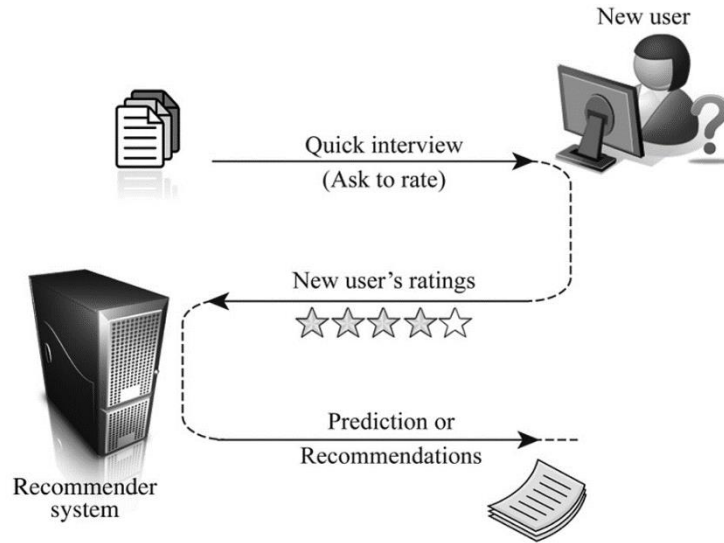 New user
Quick interview
(Ask to rate)
New user's ratings
Prediction or
Recommendations
Recommender
system